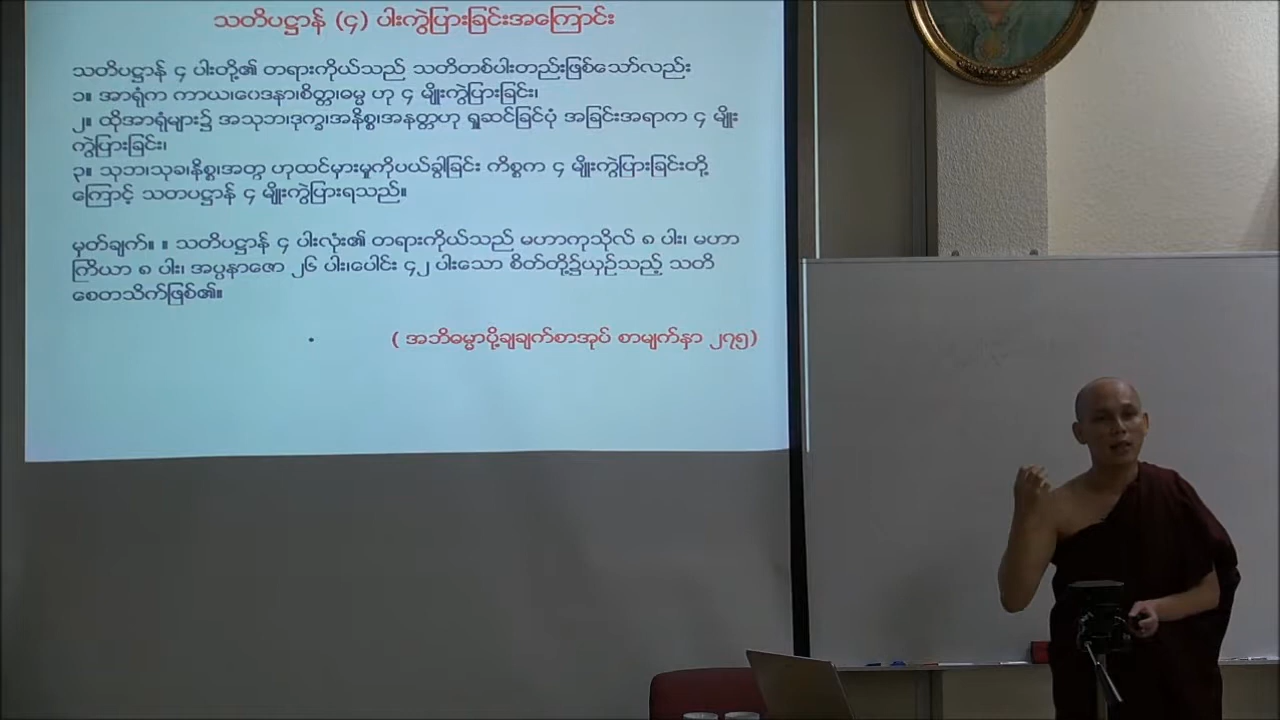 သတိပဋ္ဌာန် (၄) ပါးကွဲပြားခြင်းအကြောင်း
သတိပဋ္ဌာန် ၄ ပါးတို့၏ တရားကိုယ်သည် သတိတစ်ပါးတည်းဖြစ်သော်လည်း
၁။ အာရုံက ကာယ၊ဝေဒနာ၊စိတ္တ၊ဓမ္မ ဟု ၄ မျိုးကွဲပြားခြင်း၊
၂။ ထိုအာရုံများ၌ အသုဘ၊ဒုက္ခ၊အနိစ္စ၊အနတ္တဟု ရှုဆင်ခြင်ပုံ အခြင်းအရာက ၄ မျိုး
ကွဲပြားခြင်း၊
၃။ သုဘ၊သုခ၊နိစ္စ၊အတ္တ ဟုထင်မှားမှုကိုပယ်ခွါခြင်း ကိစ္စက ၄ မျိုးကွဲပြားခြင်းတို့
ကြောင့် သတပဋ္ဌာန် ၄ မျိုးကွဲပြားရသည်။
မှတ်ချက်။ ။ သတိပဋ္ဌာန် ၄ ပါးလုံး၏ တရားကိုယ်သည် မဟာကုသိုလ် ၈ ပါး၊ မဟာ
ကြိယာ ၈ ပါး၊ အပ္ပနာဇော ၂၆ ပါး၊ပေါင်း ၄၂ ပါးသော စိတ်တို့၌ယှဉ်သည့် သတိ
စေတသိက်ဖြစ်၏။
( အဘိဓမ္မာပို့ချချက်စာအုပ် စာမျက်နှာ ၂၇၅)